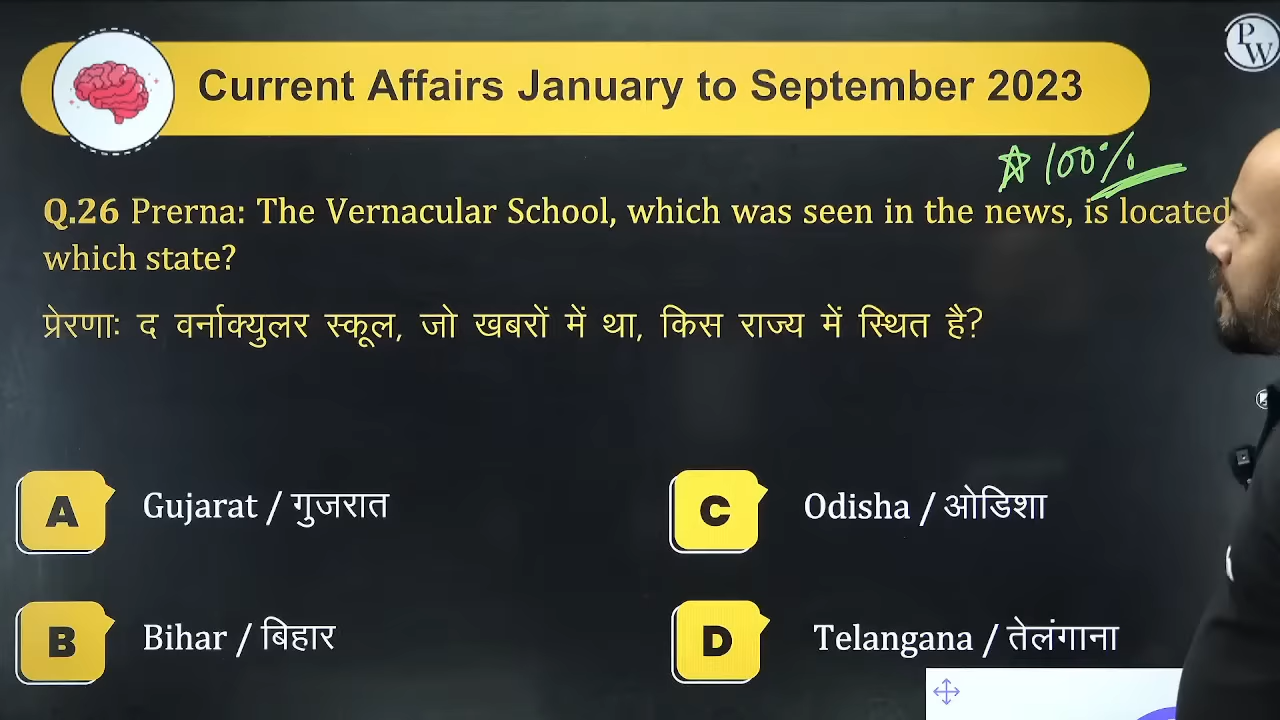 PW
Current Affairs January to September 2023
☆ 100%
Q.26 Prerna: The Vernacular School, which was seen in the news, is located
which state?
प्रेरणाः द वर्नाक्युलर स्कूल, जो खबरों में था, किस राज्य में स्थित है?
A Gujarat / गुजरात
C Odisha / ओडिशा
B Bihar / बिहार
D Telangana / तेलंगाना